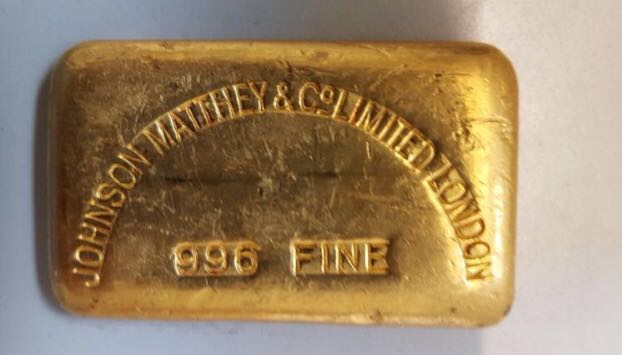 JOHNSON MATTHEY & Cº LIMITED LONDON
996 FINE